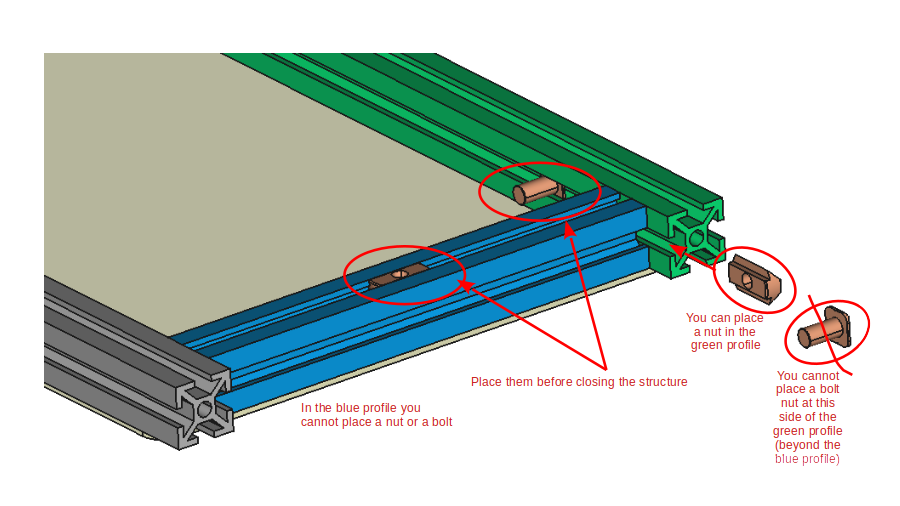 You can place
a nut in the
green profile
Place them before closing the structure
In the blue profile you
cannot place a nut or a bolt
You cannot
place a bolt
nut at this
side of the
green profile
(beyond the
blue profile)